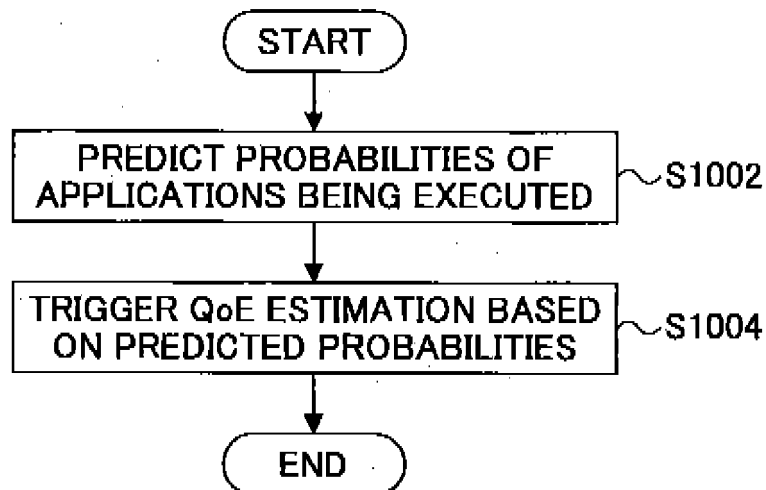 START
PREDICT PROBABILITIES OF
APPLICATIONS BEING EXECUTED
S1002
TRIGGER QoE ESTIMATION BASED
ON PREDICTED PROBABILITIES
S1004
END